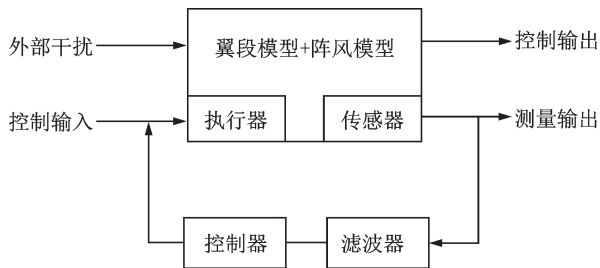 外部干扰
翼段模型+阵风模型
控制输出
控制输入
执行器
传感器
测量输出
控制器
滤波器